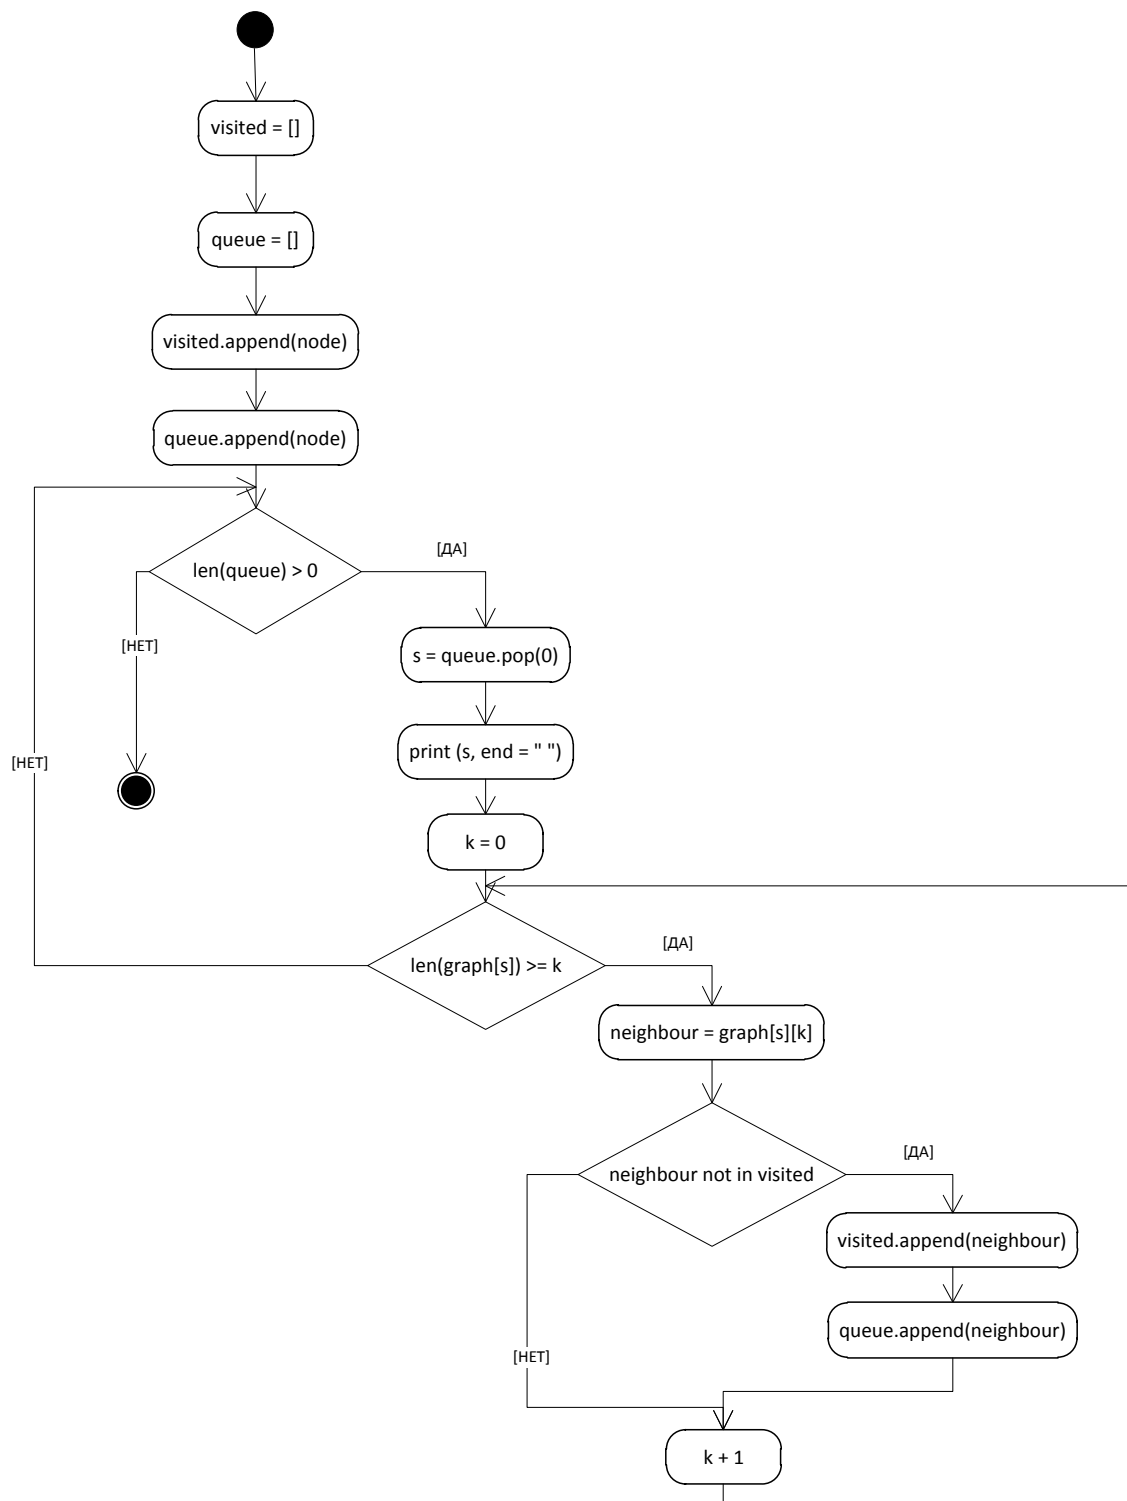 visited = []
queue = []
visited.append(node)
queue.append(node)
len(queue) > 0
[ДА]
[НЕТ]
s = queue.pop(0)
print (s, end = " ")
[НЕТ]
k = 0
len(graph[s]) >= k
[ДА]
neighbour = graph[s][k]
neighbour not in visited
[ДА]
visited.append(neighbour)
queue.append(neighbour)
[НЕТ]
k + 1